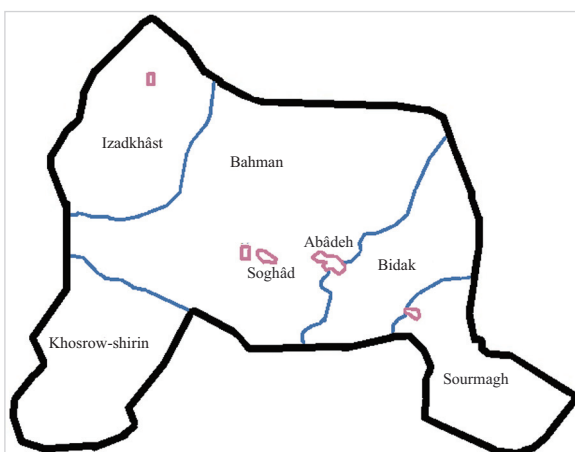 Izadkhâst
Bahman
Abâdeh
Soghâd
Bidak
Khosrow-shirin
Sourmagh